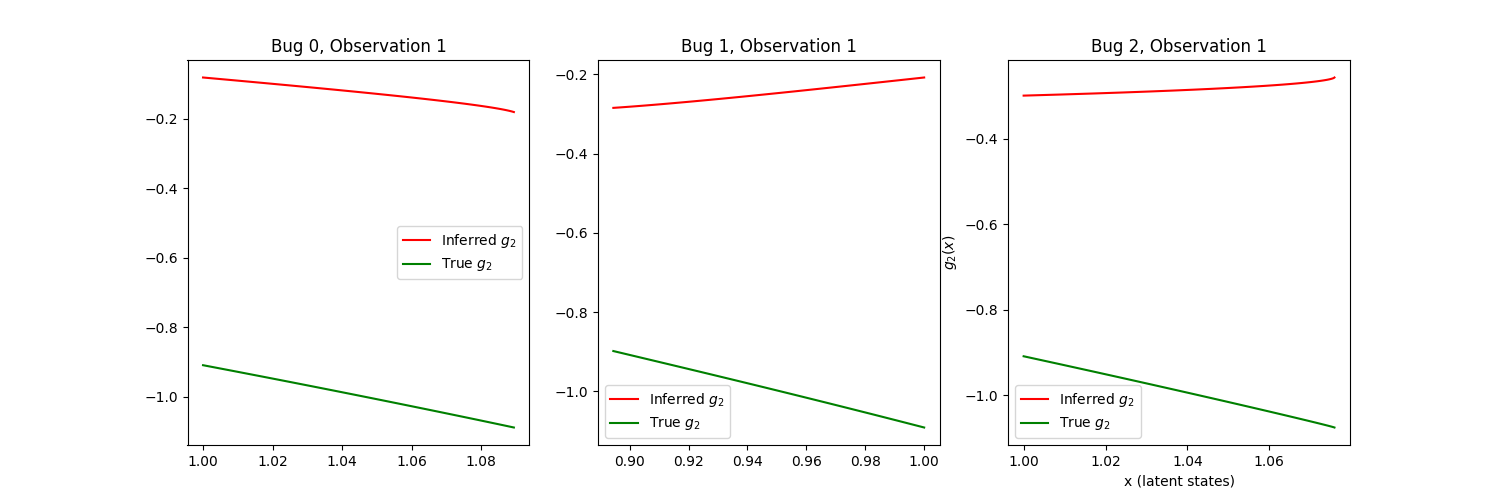 Bug 0, Observation 1
−0.2
−0.4
−0.6
−0.8
−1.0
Inferred g₂
True g₂
1.00 1.02 1.04 1.06 1.08
Bug 1, Observation 1
−0.2
−0.4
−0.6
−0.8
−1.0
Inferred g₂
True g₂
0.90 0.92 0.94 0.96 0.98 1.00
Bug 2, Observation 1
g₂(x)
−0.4
−0.6
−0.8
−1.0
Inferred g₂
True g₂
1.00 1.02 1.04 1.06
x (latent states)